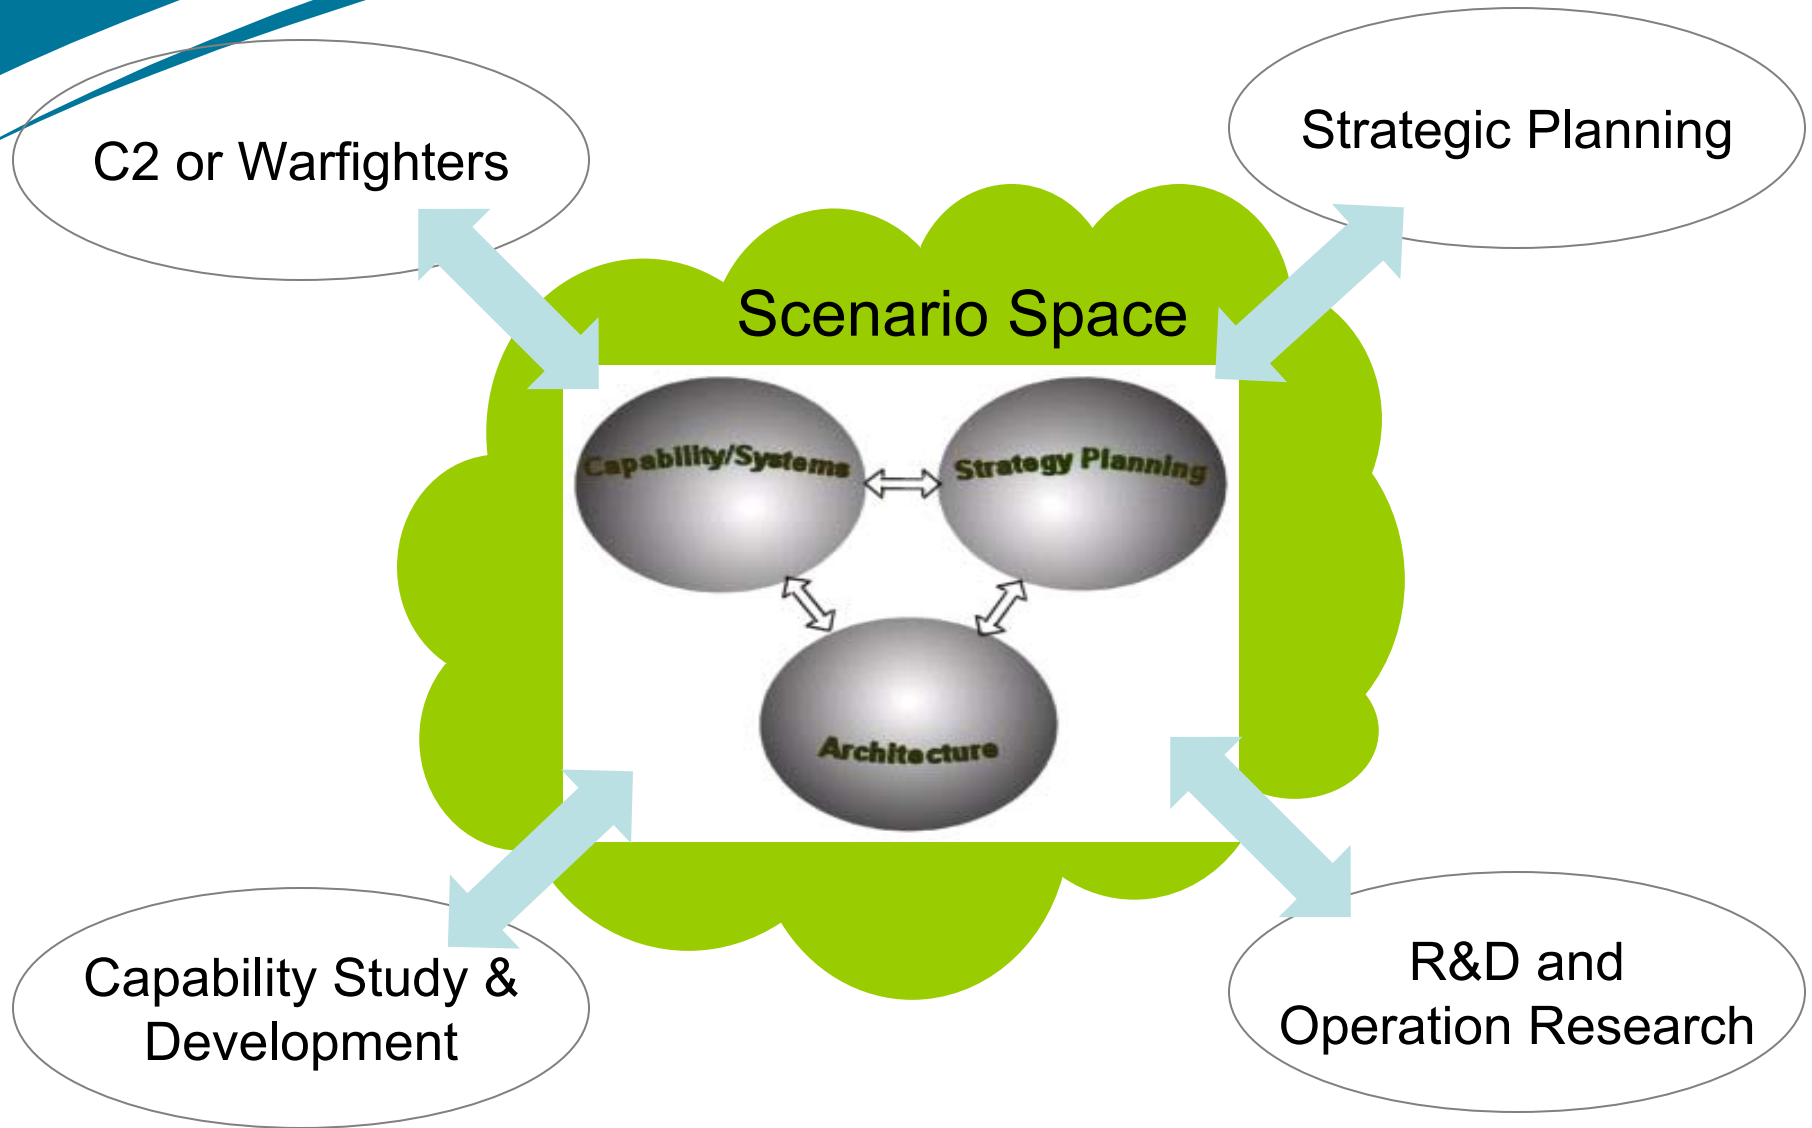 C2 or Warfighters
Strategic Planning
Scenario Space
Capability/Systems
Strategy Planning
Architecture
Capability Study &
Development
R&D and
Operation Research